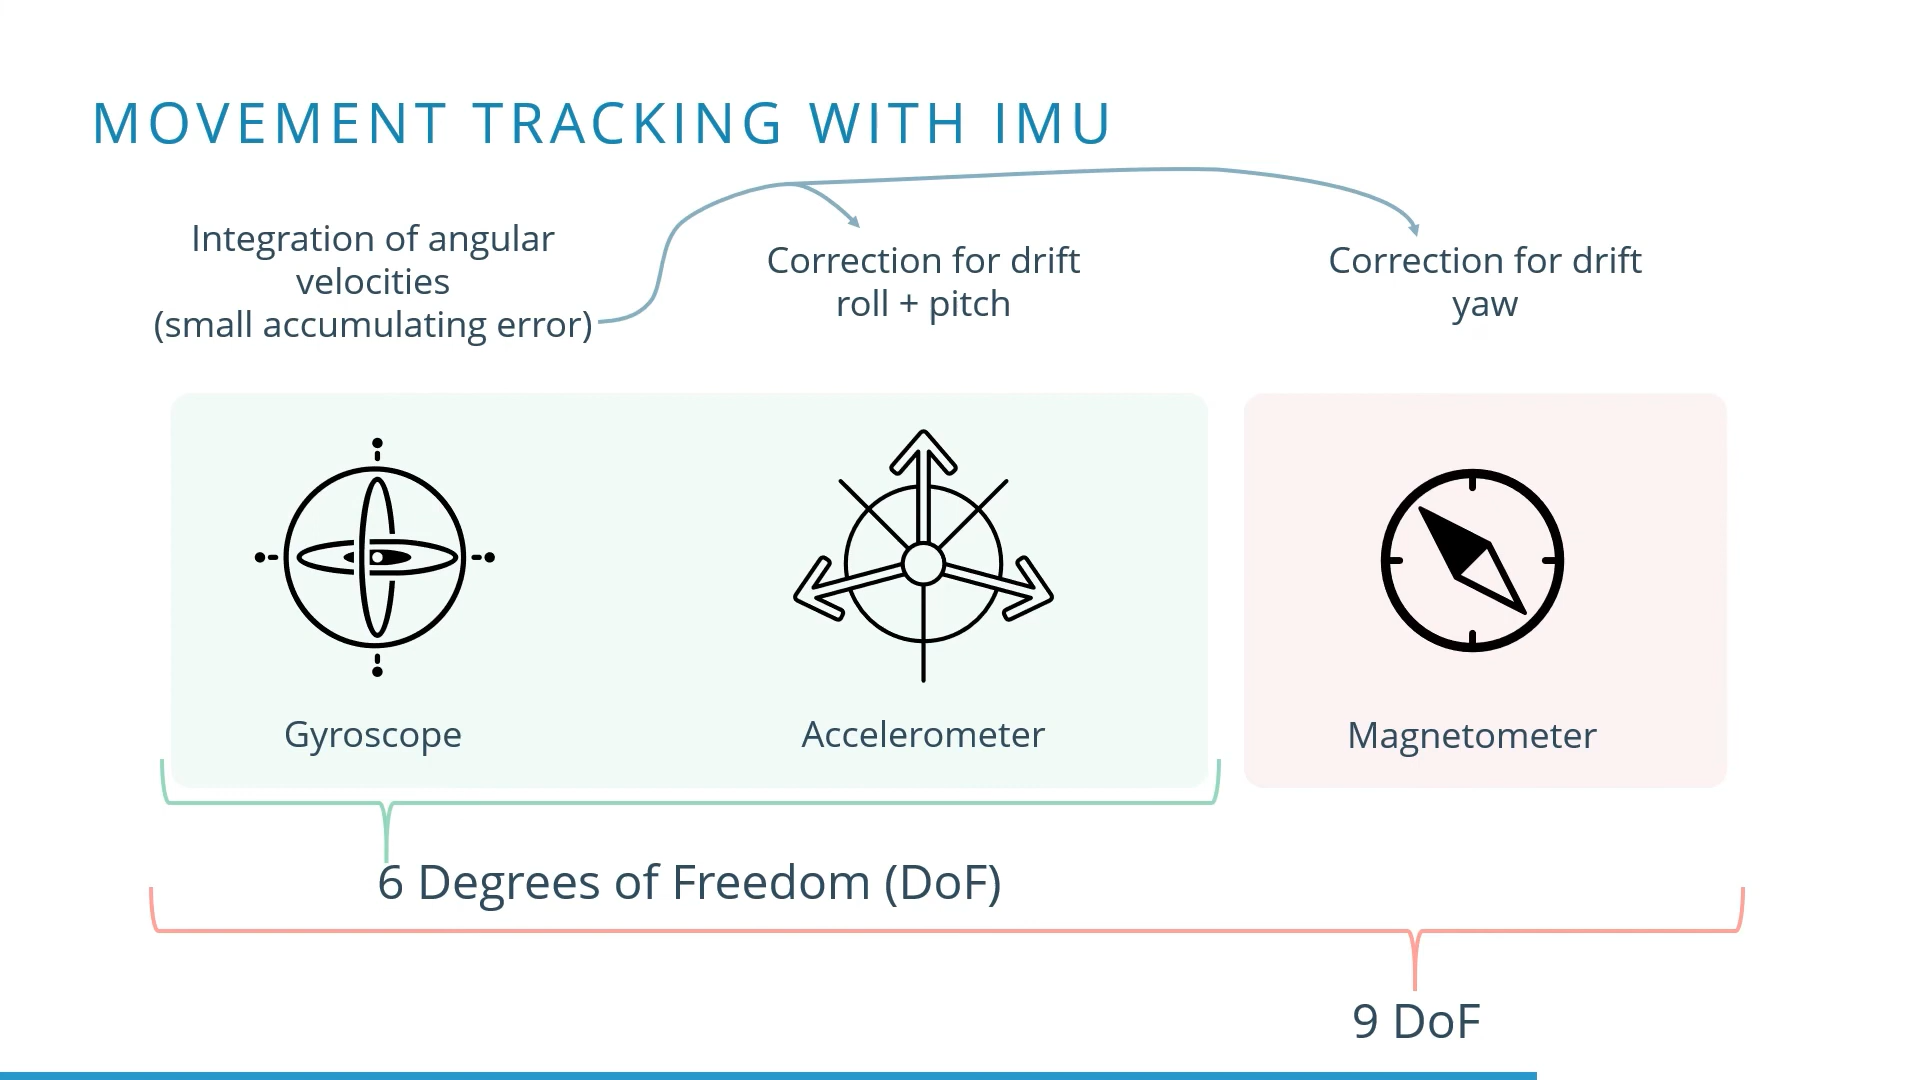 MOVEMENT TRACKING WITH IMU
Integration of angular
velocities
(small accumulating error)
Correction for drift
roll + pitch
Correction for drift
yaw
Gyroscope
Accelerometer
Magnetometer
6 Degrees of Freedom (DoF)
9 DoF